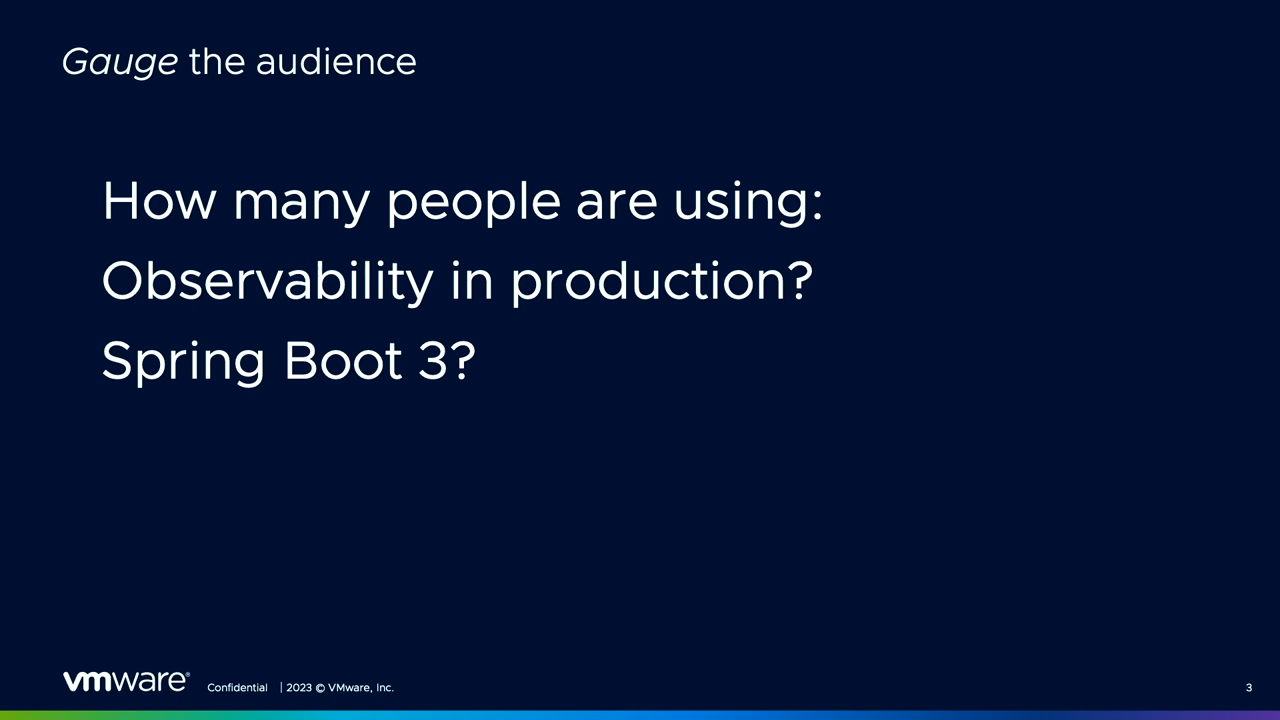 Gauge the audience
How many people are using:
Observability in production?
Spring Boot 3?
vmware® Confidential | 2023 © VMware, Inc. 3